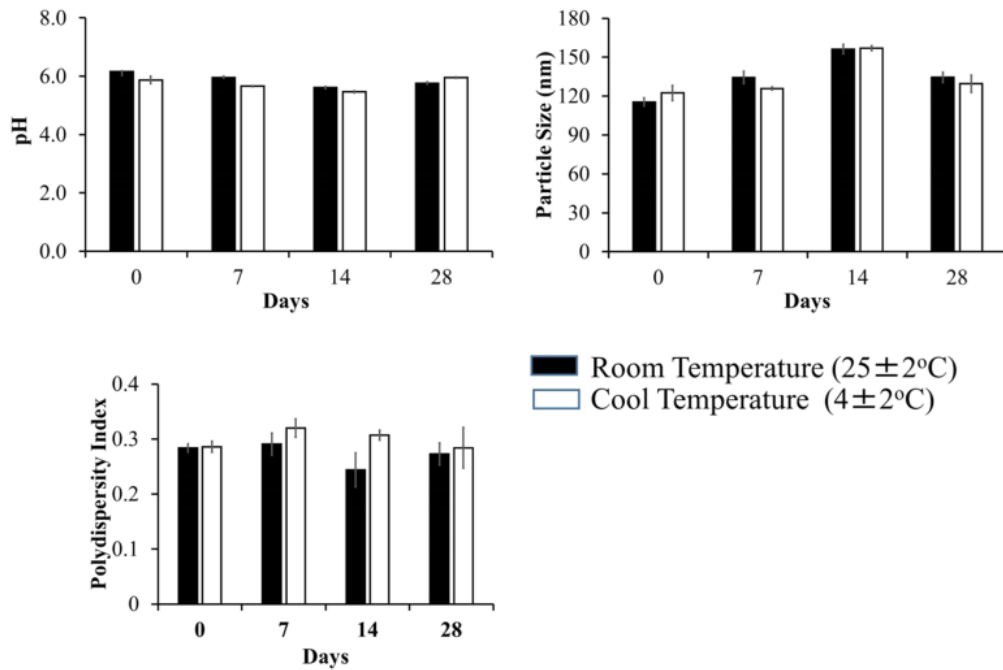 8.0
6.0
4.0
2.0
0.0
pH
0 7 14 28
Days
180
150
120
90
60
30
0
Particle Size (nm)
0 7 14 28
Days
0.4
0.3
0.2
0.1
0
Polydispersity Index
0 7 14 28
Days
Room Temperature (25±2°C)
Cool Temperature (4±2°C)